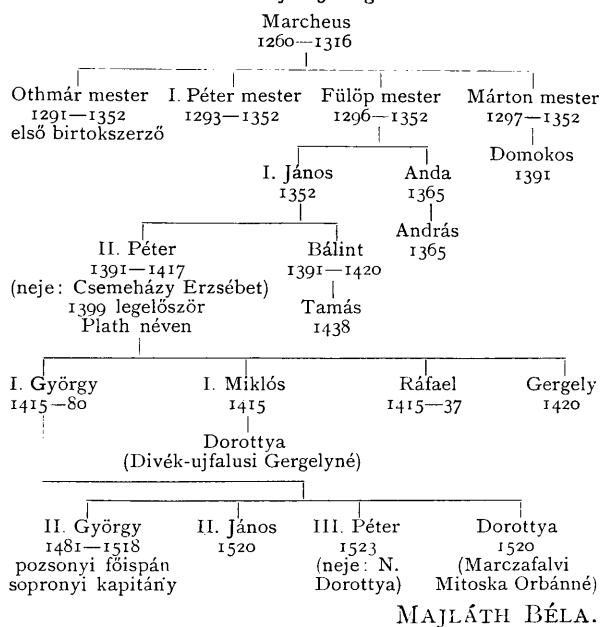 Marcheus
1260—1316
Othmár mester I. Péter mester Fülöp mester Márton mester
1291—1352 1293—1352 1296—1352 1297—1352
első birtokszerző
Domokos
1391
I. János Anda
1352 1365
András
1365
II. Péter Bálint
1391—1417 1391—1420
(neje: Csemeházy Erzsébet)
1399 legelőször Tamás
Plath néven 1438
I. György I. Miklós Ráfael Gergely
1415—80 1415 1415—37 1420
Dorottya
(Divék-ujfalusi Gergelyné)
II. György II. János III. Péter Dorottya
1481—1518 1520 1523 1520
pozsonyi főispán (neje: N. (Marczafalvi
sopronyi kapitány Dorottya) Mitoska Orbánné)
MAJLÁTH BÉLA.